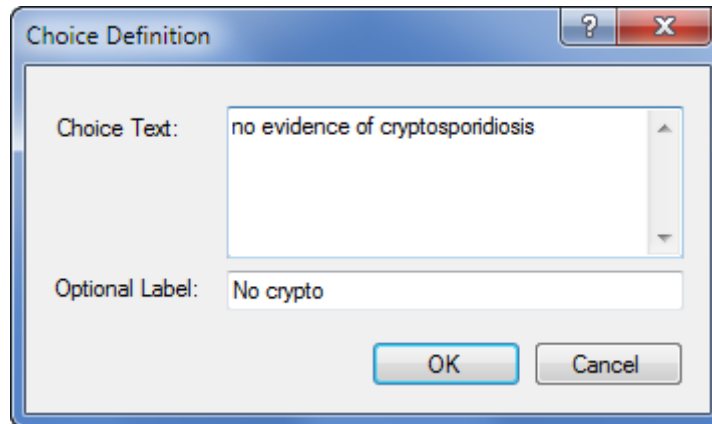 Choice Definition
?
X
Choice Text:
no evidence of cryptosporidiosis
Optional Label:
No crypto
OK
Cancel